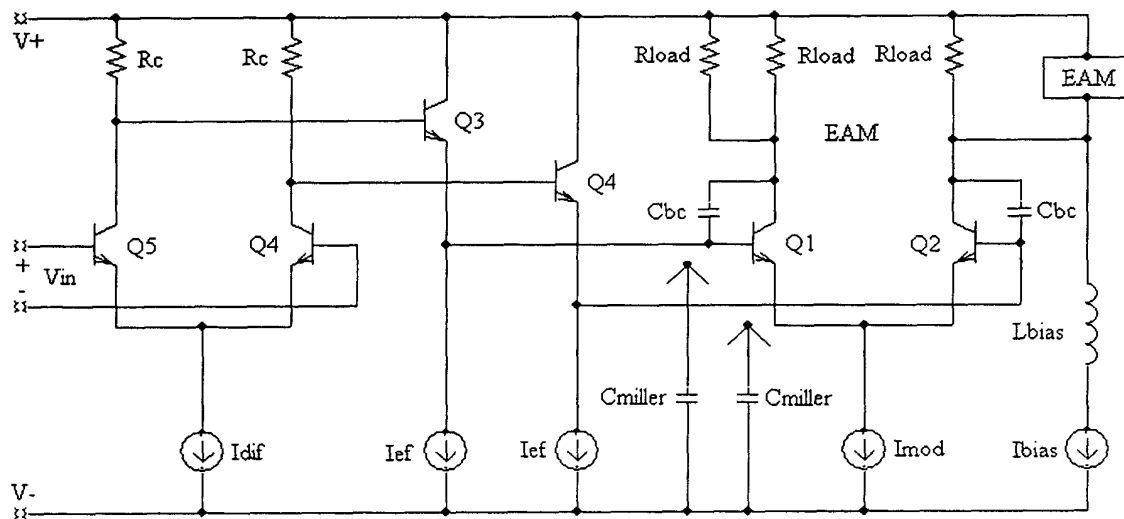 V+
Rc
Rc
Rload
Rload
Rload
EAM
Q3
EAM
Q4
Cbc
Cbc
Q5
Q4
Q1
Q2
+
Vin
-
Lbias
Cmiller
Cmiller
Idif
Ief
Ief
Imod
Ibias
V-